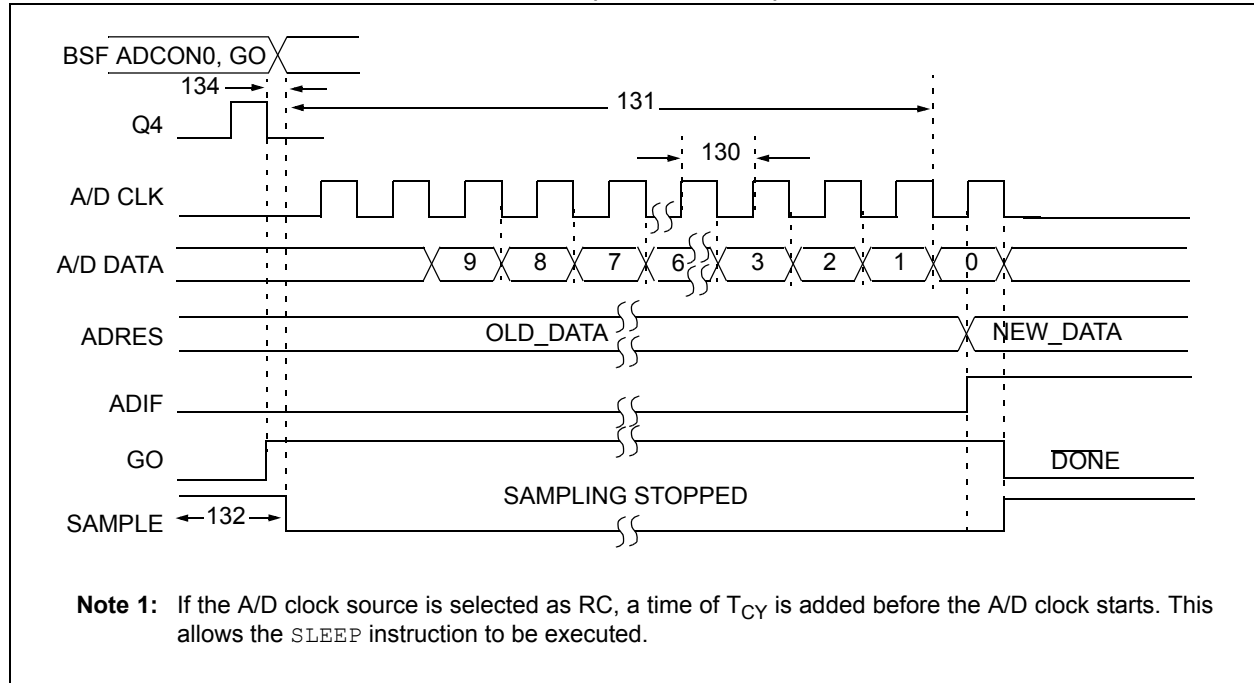 BSF ADCON0, GO
134
131
Q4
130
A/D CLK
A/D DATA 9 8 7 6 3 2 1 0
ADRES OLD_DATA NEW_DATA
ADIF
GO DONE
SAMPLING STOPPED
SAMPLE 132
Note 1: If the A/D clock source is selected as RC, a time of TCY is added before the A/D clock starts. This
allows the SLEEP instruction to be executed.